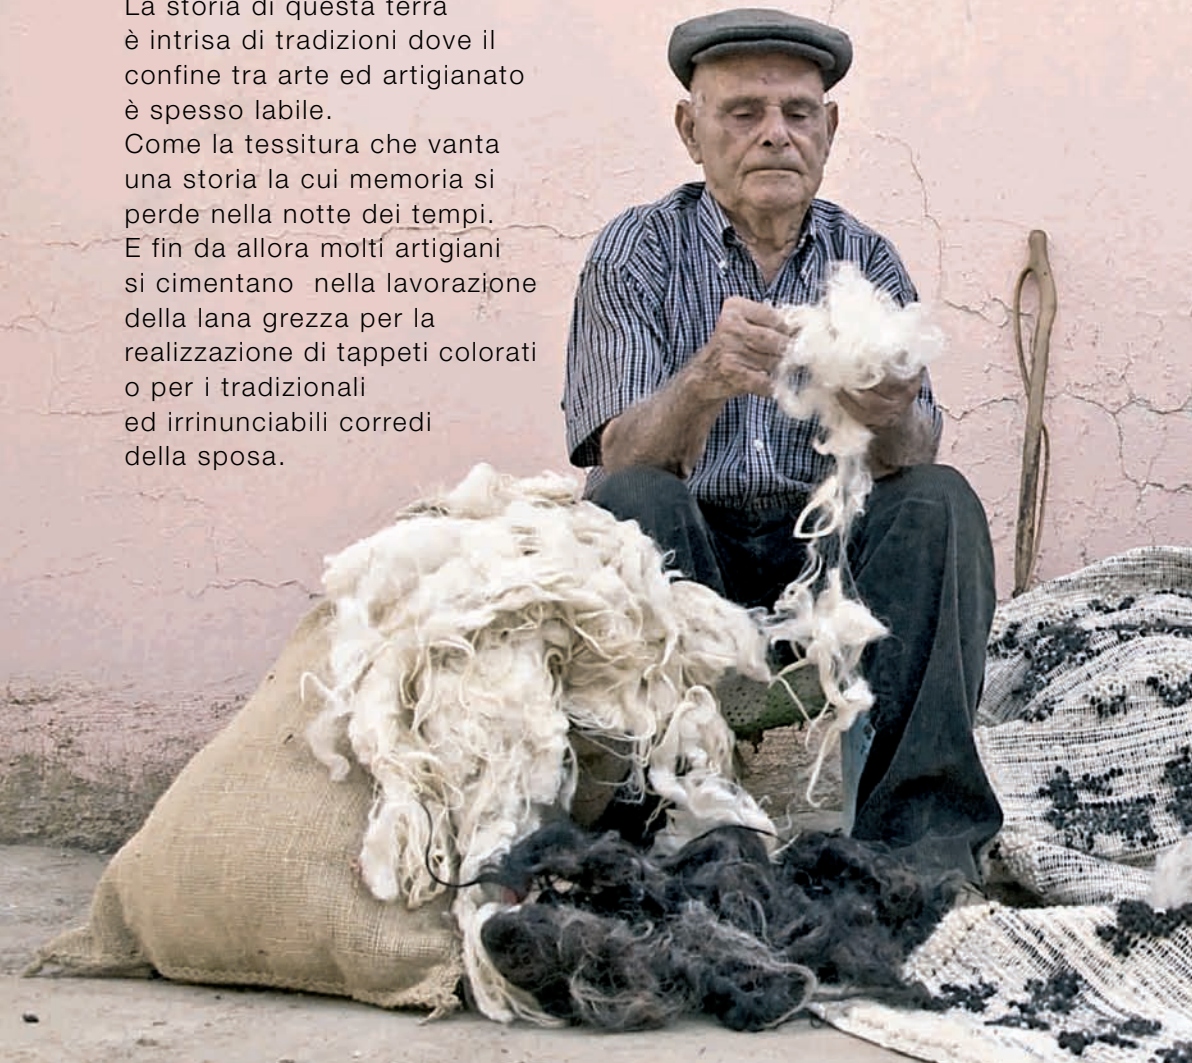 La storia di questa terra
è intrisa di tradizioni dove il
confine tra arte ed artigianato
è spesso labile.
Come la tessitura che vanta
una storia la cui memoria si
perde nella notte dei tempi.
E fin da allora molti artigiani
si cimentano  nella lavorazione
della lana grezza per la
realizzazione di tappeti colorati
o per i tradizionali
ed irrinunciabili corredi
della sposa.